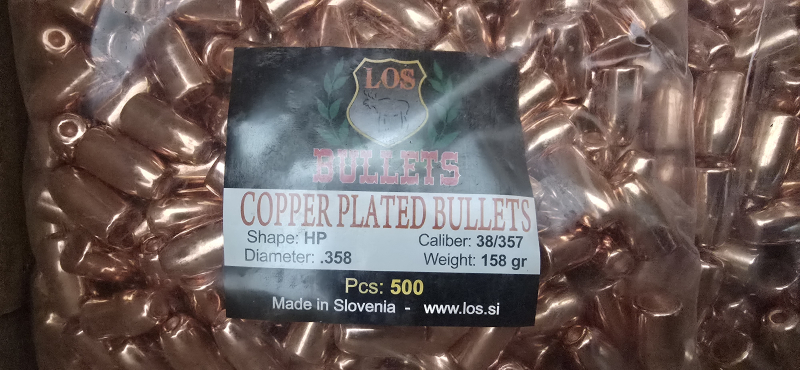 LOS
BULLETS
COPPER PLATED BULLETS
Shape: HP Caliber: 38/357
Diameter: .358 Weight: 158 gr
Pcs: 500
Made in Slovenia - www.los.si